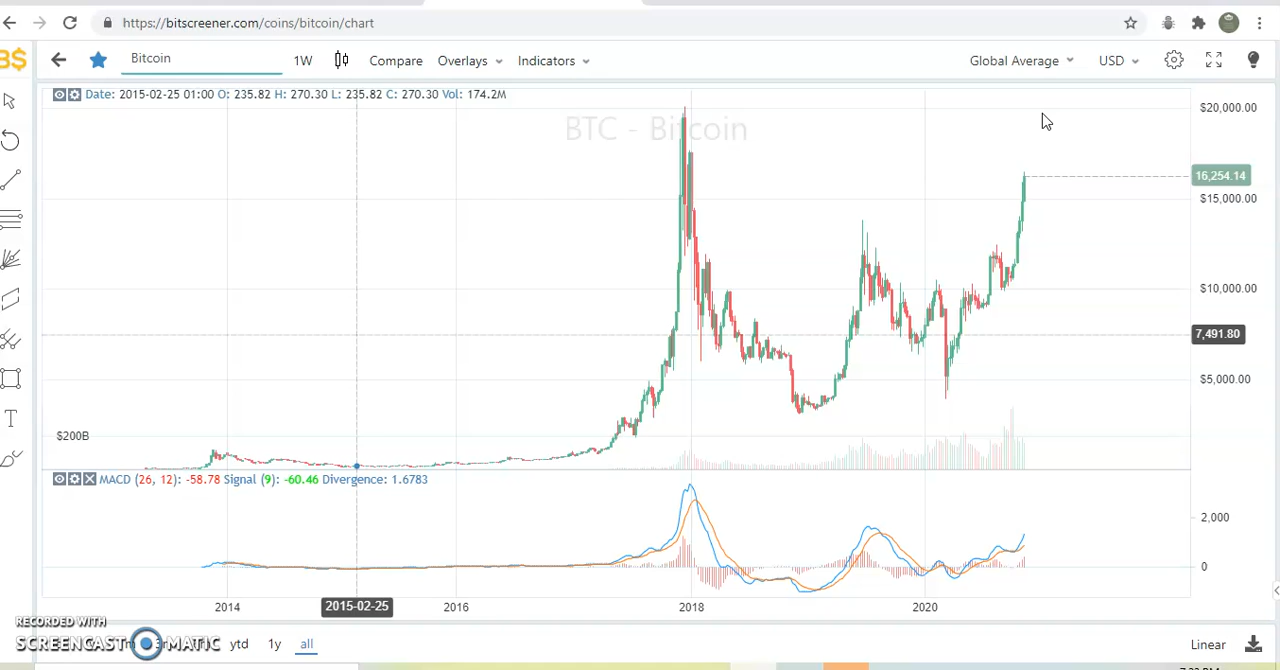 https://bitscreener.com/coins/bitcoin/chart
B$ Bitcoin 1W Compare Overlays Indicators Global Average USD
Date: 2015-02-25 01:00 O: 235.82 H: 270.30 L: 235.82 C: 270.30 Vol: 174.2M
BTC - Bitcoin
$20,000.00
16,254.14
$15,000.00
$10,000.00
7,491.80
$5,000.00
$200B
MACD (26, 12): -58.78 Signal (9): -60.46 Divergence: 1.6783
2,000
0
2014 2015-02-25 2016 2018 2020
RECORDED WITH
SCREENCAST MATIC
ytd 1y all Linear
T